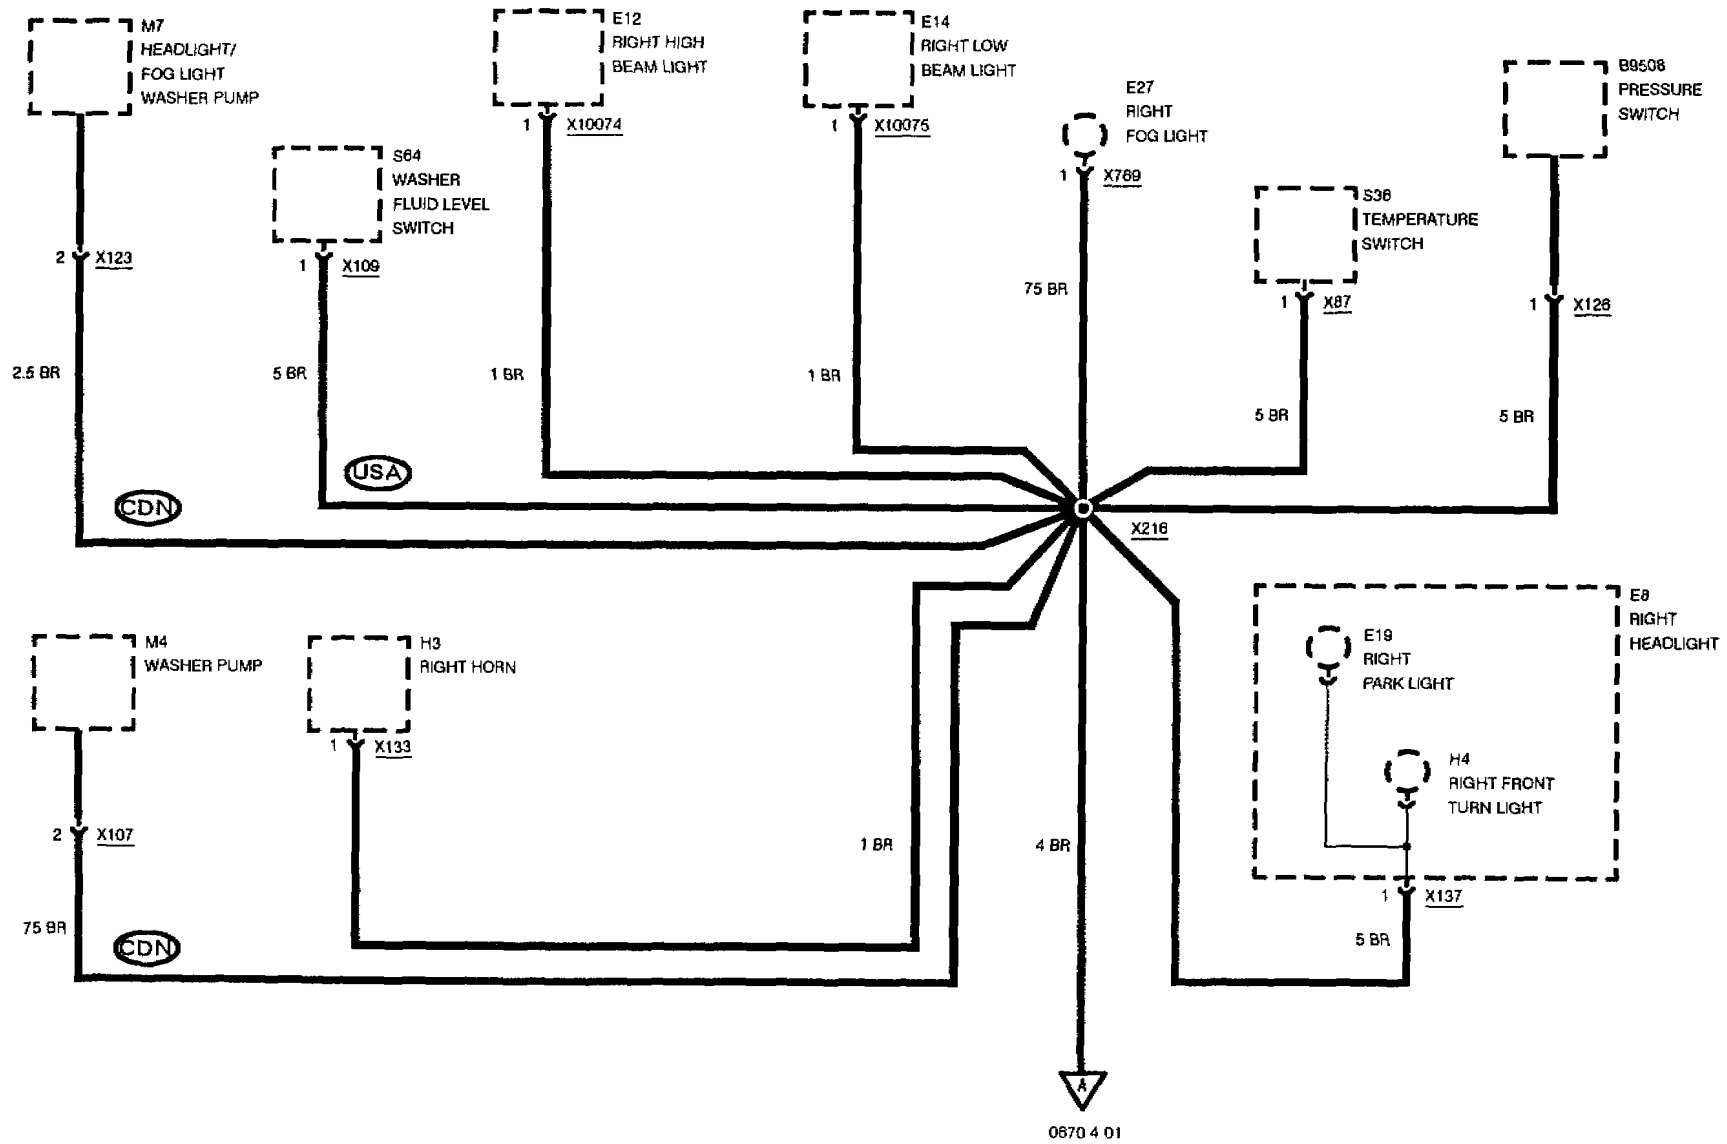 M7
HEADLIGHT/
FOG LIGHT
WASHER PUMP
E12
RIGHT HIGH
BEAM LIGHT
E14
RIGHT LOW
BEAM LIGHT
E27
RIGHT
FOG LIGHT
B9508
PRESSURE
SWITCH
1 X10074
1 X10075
S64
WASHER
FLUID LEVEL
SWITCH
1 X769
S36
TEMPERATURE
SWITCH
2 X123
1 X109
75 BR
1 X87
1 X126
2.5 BR
5 BR
1 BR
1 BR
5 BR
5 BR
USA
CDN
X216
M4
WASHER PUMP
H3
RIGHT HORN
E8
RIGHT
HEADLIGHT
E19
RIGHT
PARK LIGHT
1 X133
H4
RIGHT FRONT
TURN LIGHT
2 X107
1 BR
4 BR
1 X137
75 BR
CDN
5 BR
A
0670 4 01